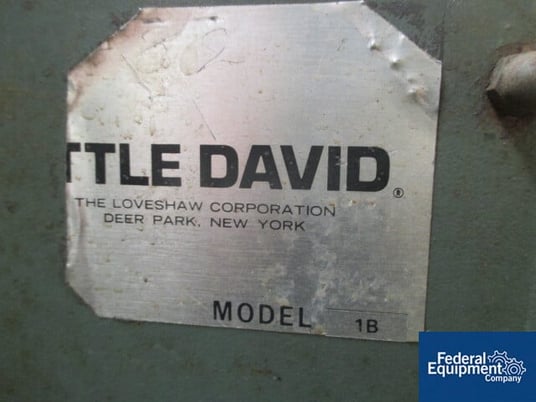 TTLE DAVID®
THE LOVESHAW CORPORATION
DEER PARK, NEW YORK
MODEL 1B
Federal
Equipment
Company